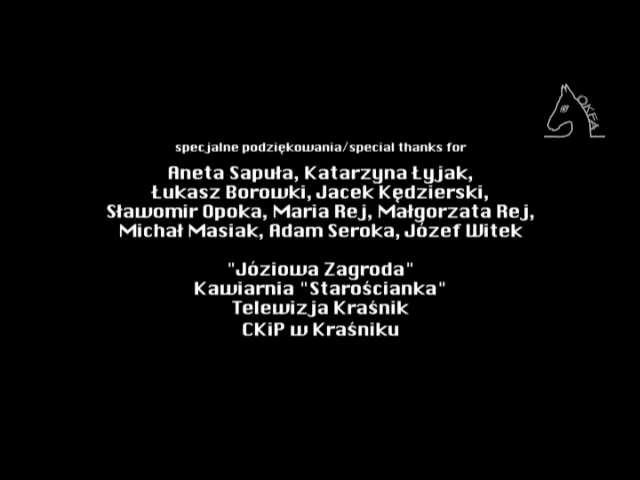 OKFA
specjalne podziękowania/special thanks for
Aneta Sapuła, Katarzyna Łyjak,
Łukasz Borowki, Jacek Kędzierski,
Sławomir Opoka, Maria Rej, Małgorzata Rej,
Michał Masiak, Adam Seroka, Józef Witek
"Józiowa Zagroda"
Kawiarnia "Starościanka"
Telewizja Kraśnik
CKiP w Kraśniku